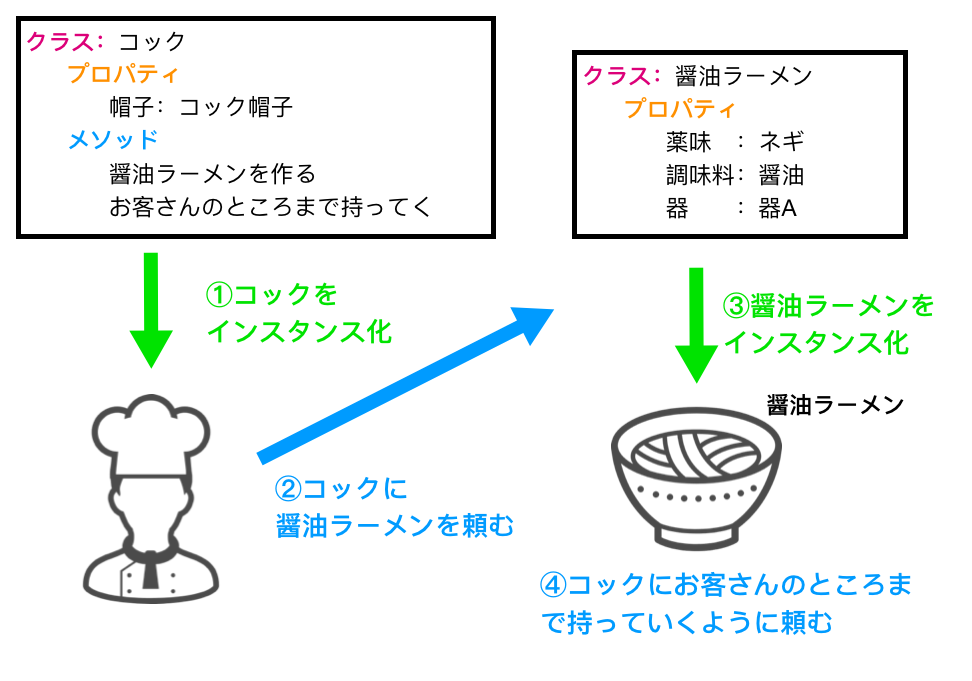 クラス：コック
プロパティ
帽子：コック帽子
メソッド
醤油ラーメンを作る
お客さんのところまで持ってく
クラス：醤油ラーメン
プロパティ
薬味　：ネギ
調味料：醤油
器　　：器A
①コックを
インスタンス化
②コックに
醤油ラーメンを頼む
③醤油ラーメンを
インスタンス化
醤油ラーメン
④コックにお客さんのところま
で持っていくように頼む